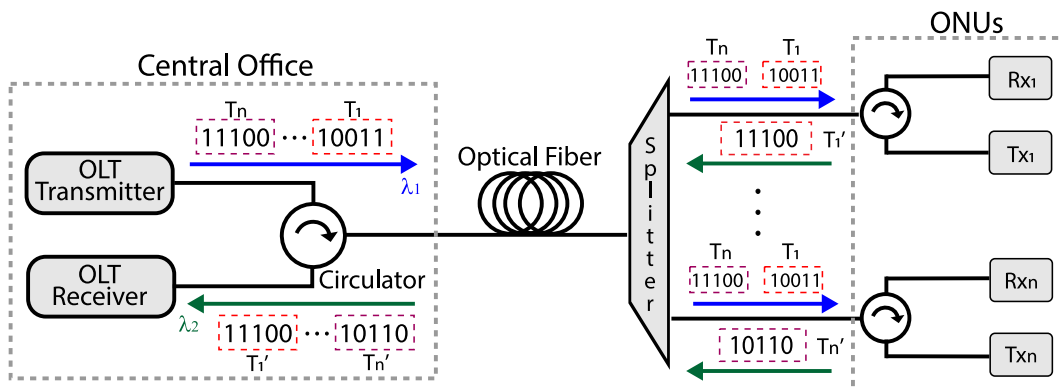 Central Office
Tn T1
11100 ··· 10011
λ1
OLT
Transmitter
OLT
Receiver
Circulator
λ2
11100 ··· 10110
T1′ Tn′
Optical Fiber
Splitter
Tn T1
11100 10011
11100 T1′
Tn T1
11100 10011
10110 Tn′
ONUs
Rx1
Tx1
Rxn
Txn